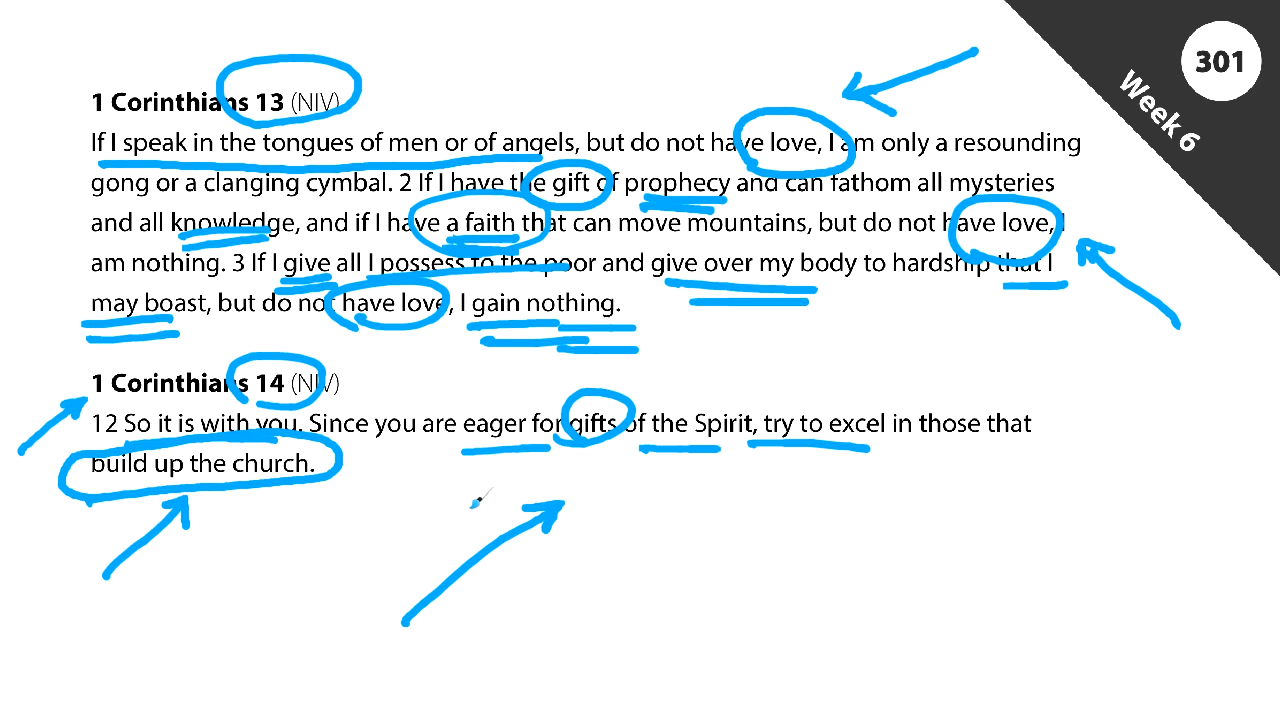 301
Week 6
1 Corinthians 13 (NIV)
If I speak in the tongues of men or of angels, but do not have love, I am only a resounding
gong or a clanging cymbal. 2 If I have the gift of prophecy and can fathom all mysteries
and all knowledge, and if I have a faith that can move mountains, but do not have love, I
am nothing. 3 If I give all I possess to the poor and give over my body to hardship that I
may boast, but do not have love, I gain nothing.
1 Corinthians 14 (NIV)
12 So it is with you. Since you are eager for gifts of the Spirit, try to excel in those that
build up the church.